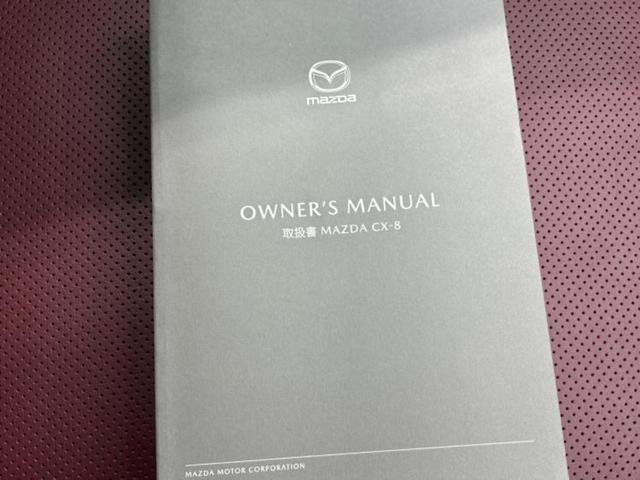 mazda
OWNER'S MANUAL
取扱書 MAZDA CX-8
MAZDA MOTOR CORPORATION